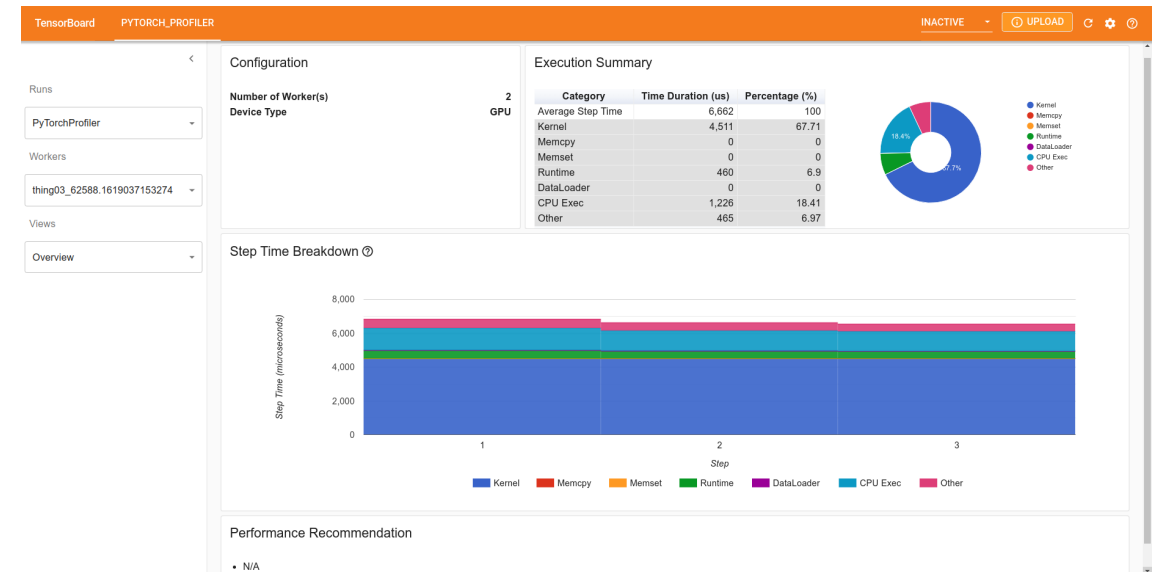 TensorBoard PYTORCH_PROFILER INACTIVE UPLOAD
Runs
PyTorchProfiler
Workers
thing03_62588.1619037153274
Views
Overview
Configuration
Number of Worker(s) 2
Device Type GPU
Execution Summary
Category Time Duration (us) Percentage (%)
Average Step Time 6,662 100
Kernel 4,511 67.71
Memcpy 0 0
Memset 0 0
Runtime 460 6.9
DataLoader 0 0
CPU Exec 1,226 18.41
Other 465 6.97
18.4%
67.7%
Kernel
Memcpy
Memset
Runtime
DataLoader
CPU Exec
Other
Step Time Breakdown
Step Time (microseconds)
8,000
6,000
4,000
2,000
0
1 2 3
Step
Kernel Memcpy Memset Runtime DataLoader CPU Exec Other
Performance Recommendation
• N/A